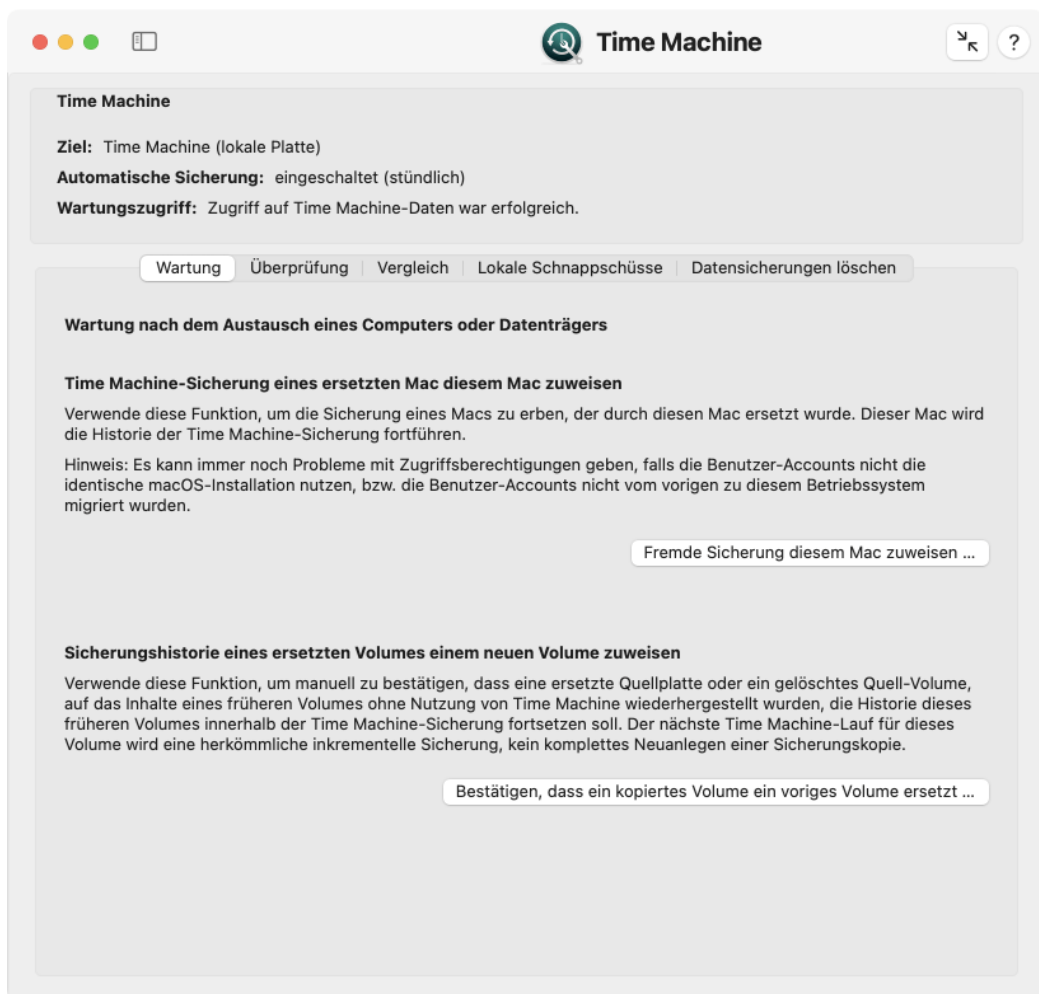 Time Machine
?
Time Machine
Ziel: Time Machine (lokale Platte)
Automatische Sicherung: eingeschaltet (stündlich)
Wartungszugriff: Zugriff auf Time Machine-Daten war erfolgreich.
Wartung Überprüfung Vergleich Lokale Schnappschüsse Datensicherungen löschen
Wartung nach dem Austausch eines Computers oder Datenträgers
Time Machine-Sicherung eines ersetzten Mac diesem Mac zuweisen
Verwende diese Funktion, um die Sicherung eines Macs zu erben, der durch diesen Mac ersetzt wurde. Dieser Mac wird
die Historie der Time Machine-Sicherung fortführen.
Hinweis: Es kann immer noch Probleme mit Zugriffsberechtigungen geben, falls die Benutzer-Accounts nicht die
identische macOS-Installation nutzen, bzw. die Benutzer-Accounts nicht vom vorigen zu diesem Betriebssystem
migriert wurden.
Fremde Sicherung diesem Mac zuweisen ...
Sicherungshistorie eines ersetzten Volumes einem neuen Volume zuweisen
Verwende diese Funktion, um manuell zu bestätigen, dass eine ersetzte Quellplatte oder ein gelöschtes Quell-Volume,
auf das Inhalte eines früheren Volumes ohne Nutzung von Time Machine wiederhergestellt wurden, die Historie dieses
früheren Volumes innerhalb der Time Machine-Sicherung fortsetzen soll. Der nächste Time Machine-Lauf für dieses
Volume wird eine herkömmliche inkrementelle Sicherung, kein komplettes Neuanlegen einer Sicherungskopie.
Bestätigen, dass ein kopiertes Volume ein voriges Volume ersetzt ...